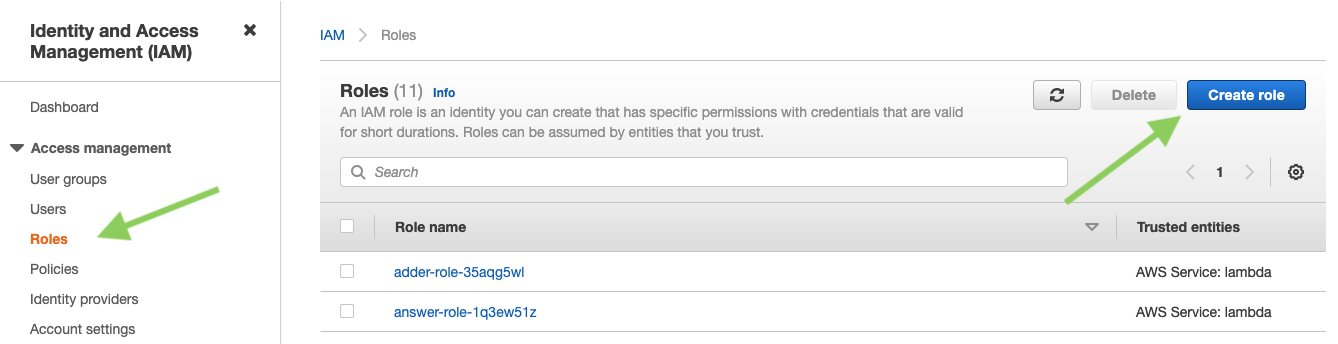 Identity and Access
Management (IAM)
Dashboard
Access management
User groups
Users
Roles
Policies
Identity providers
Account settings
IAM
Roles
Roles (11) Info
An IAM role is an identity you can create that has specific permissions with credentials that are valid
for short durations. Roles can be assumed by entities that you trust.
Delete
Create role
Search
1
Role name
Trusted entities
adder-role-35aqg5wl
AWS Service: lambda
answer-role-1q3ew51z
AWS Service: lambda